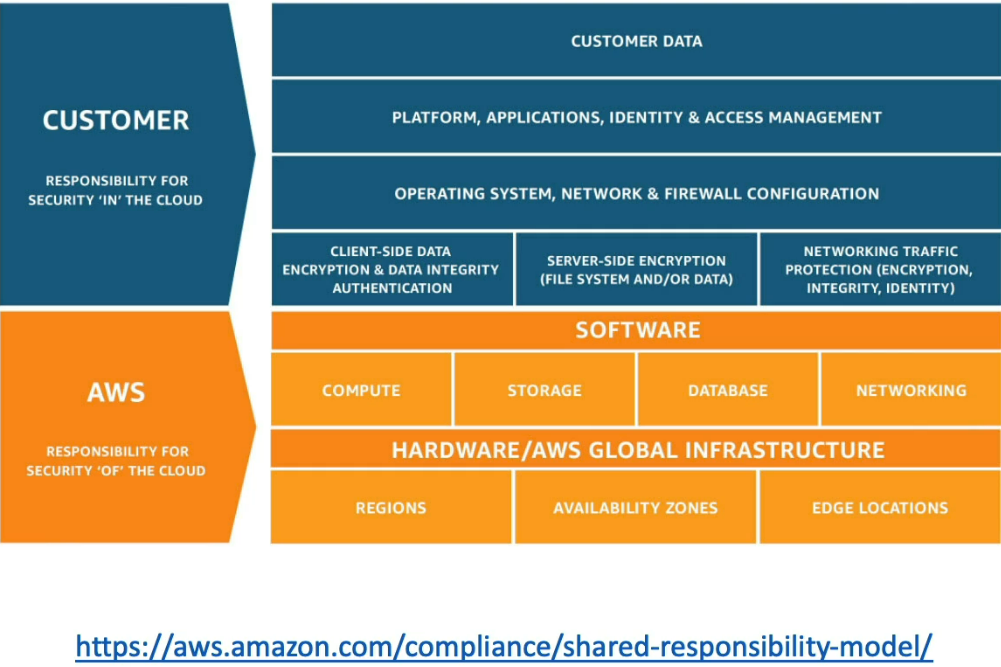 CUSTOMER
RESPONSIBILITY FOR
SECURITY ‘IN’ THE CLOUD
CUSTOMER DATA
PLATFORM, APPLICATIONS, IDENTITY & ACCESS MANAGEMENT
OPERATING SYSTEM, NETWORK & FIREWALL CONFIGURATION
CLIENT-SIDE DATA
ENCRYPTION & DATA INTEGRITY
AUTHENTICATION
SERVER-SIDE ENCRYPTION
(FILE SYSTEM AND/OR DATA)
NETWORKING TRAFFIC
PROTECTION (ENCRYPTION,
INTEGRITY, IDENTITY)
AWS
RESPONSIBILITY FOR
SECURITY ‘OF’ THE CLOUD
SOFTWARE
COMPUTE
STORAGE
DATABASE
NETWORKING
HARDWARE/AWS GLOBAL INFRASTRUCTURE
REGIONS
AVAILABILITY ZONES
EDGE LOCATIONS
https://aws.amazon.com/compliance/shared-responsibility-model/